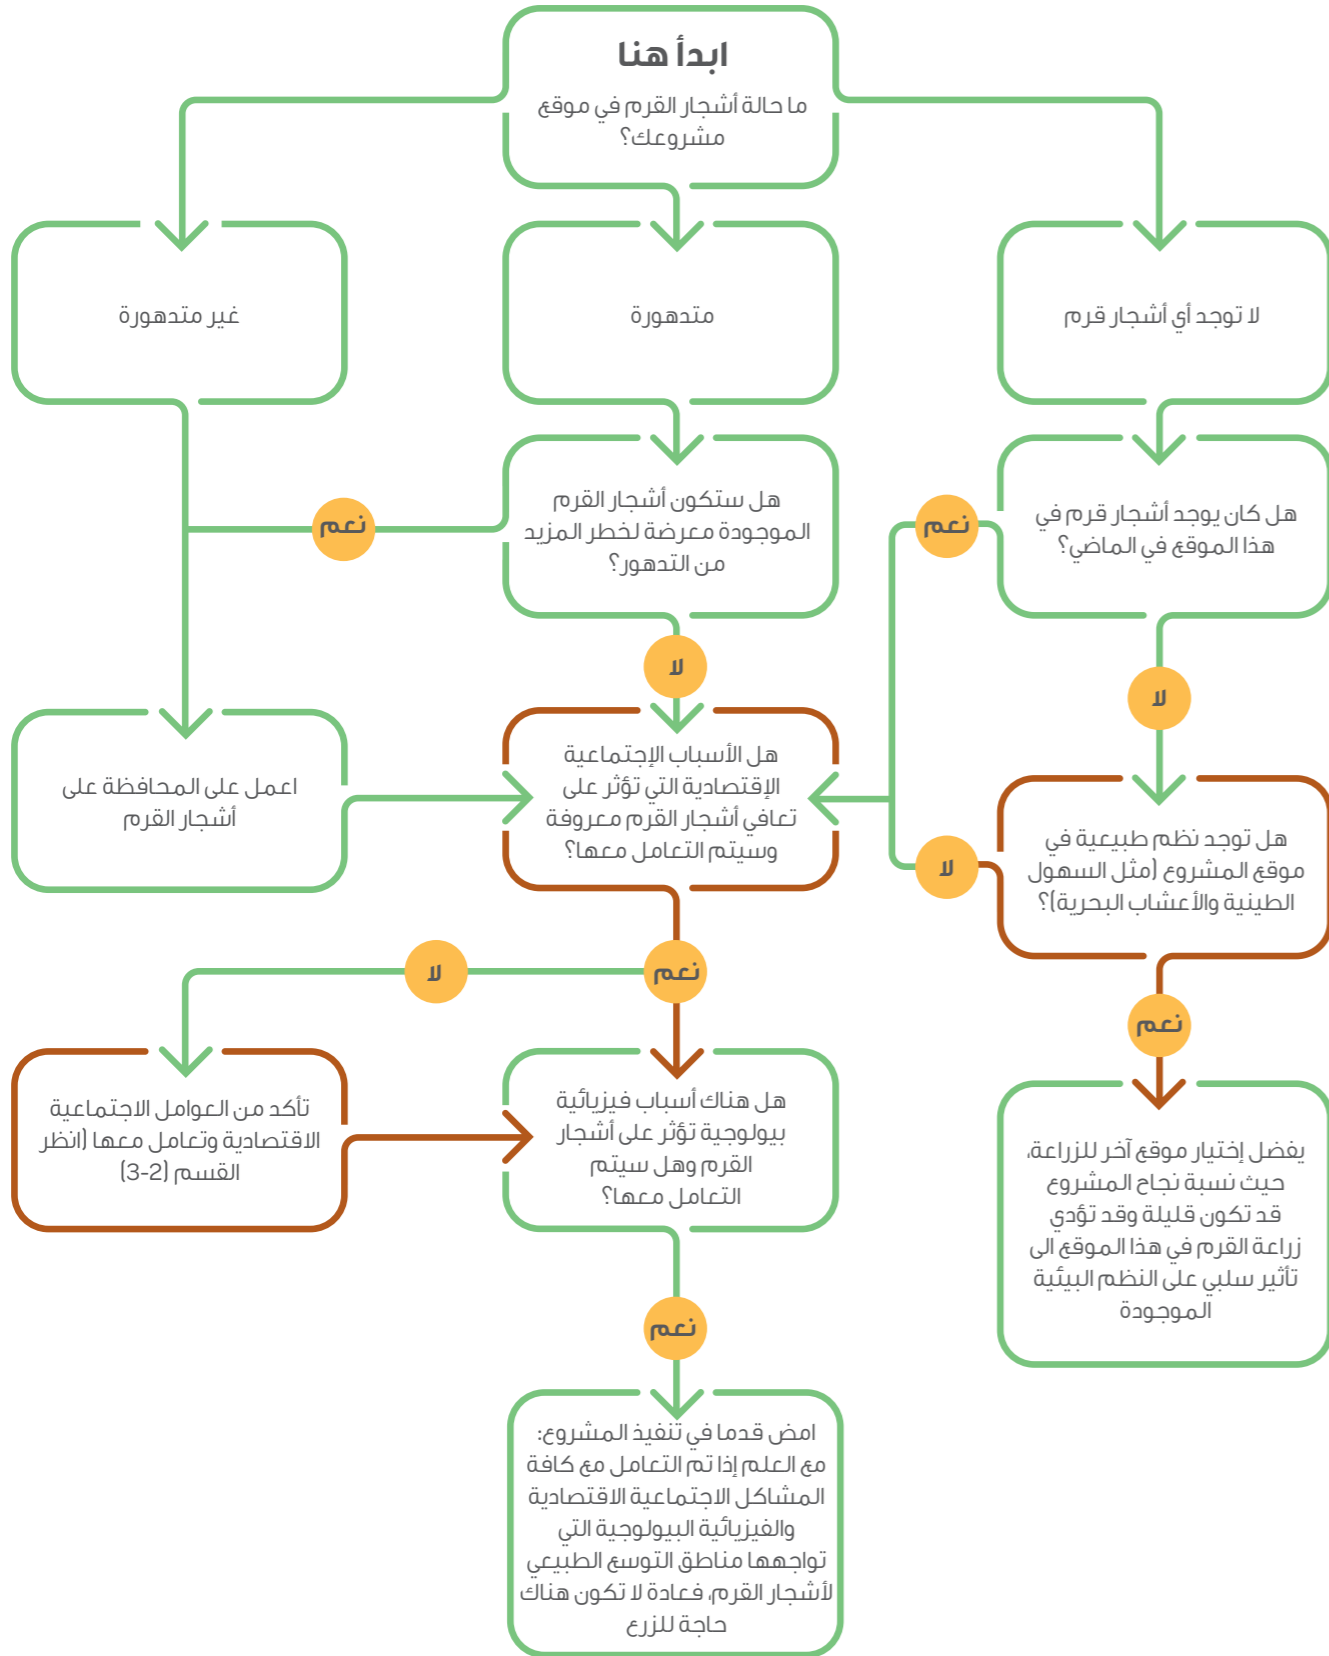 ابدأ هنا
ما حالة أشجار القرم في موقع
مشروعك؟
لا توجد أي أشجار قرم
متدهورة
غير متدهورة
هل كان يوجد أشجار قرم في
هذا الموقع في الماضي؟
نعم
هل ستكون أشجار القرم
الموجودة معرضة لخطر المزيد
من التدهور؟
نعم
لا
لا
هل توجد نظم طبيعية في
موقع المشروع (مثل السهول
الطينية والأعشاب البحرية)؟
لا
هل الأسباب الإجتماعية
الإقتصادية التي تؤثر على
تعافي أشجار القرم معروفة
وسيتم التعامل معها؟
اعمل على المحافظة على
أشجار القرم
نعم
نعم
لا
يفضل إختيار موقع آخر للزراعة،
حيث نسبة نجاح المشروع
قد تكون قليلة وقد تؤدي
زراعة القرم في هذا الموقع الى
تأثير سلبي على النظم البيئية
الموجودة
هل هناك أسباب فيزيائية
بيولوجية تؤثر على أشجار
القرم وهل سيتم
التعامل معها؟
تأكد من العوامل الاجتماعية
الاقتصادية وتعامل معها (انظر
القسم (2-3)
نعم
امض قدما في تنفيذ المشروع:
مع العلم إذا تم التعامل مع كافة
المشاكل الاجتماعية الاقتصادية
والفيزيائية البيولوجية التي
تواجهها مناطق التوسع الطبيعي
لأشجار القرم، فعادة لا تكون هناك
حاجة للزرع